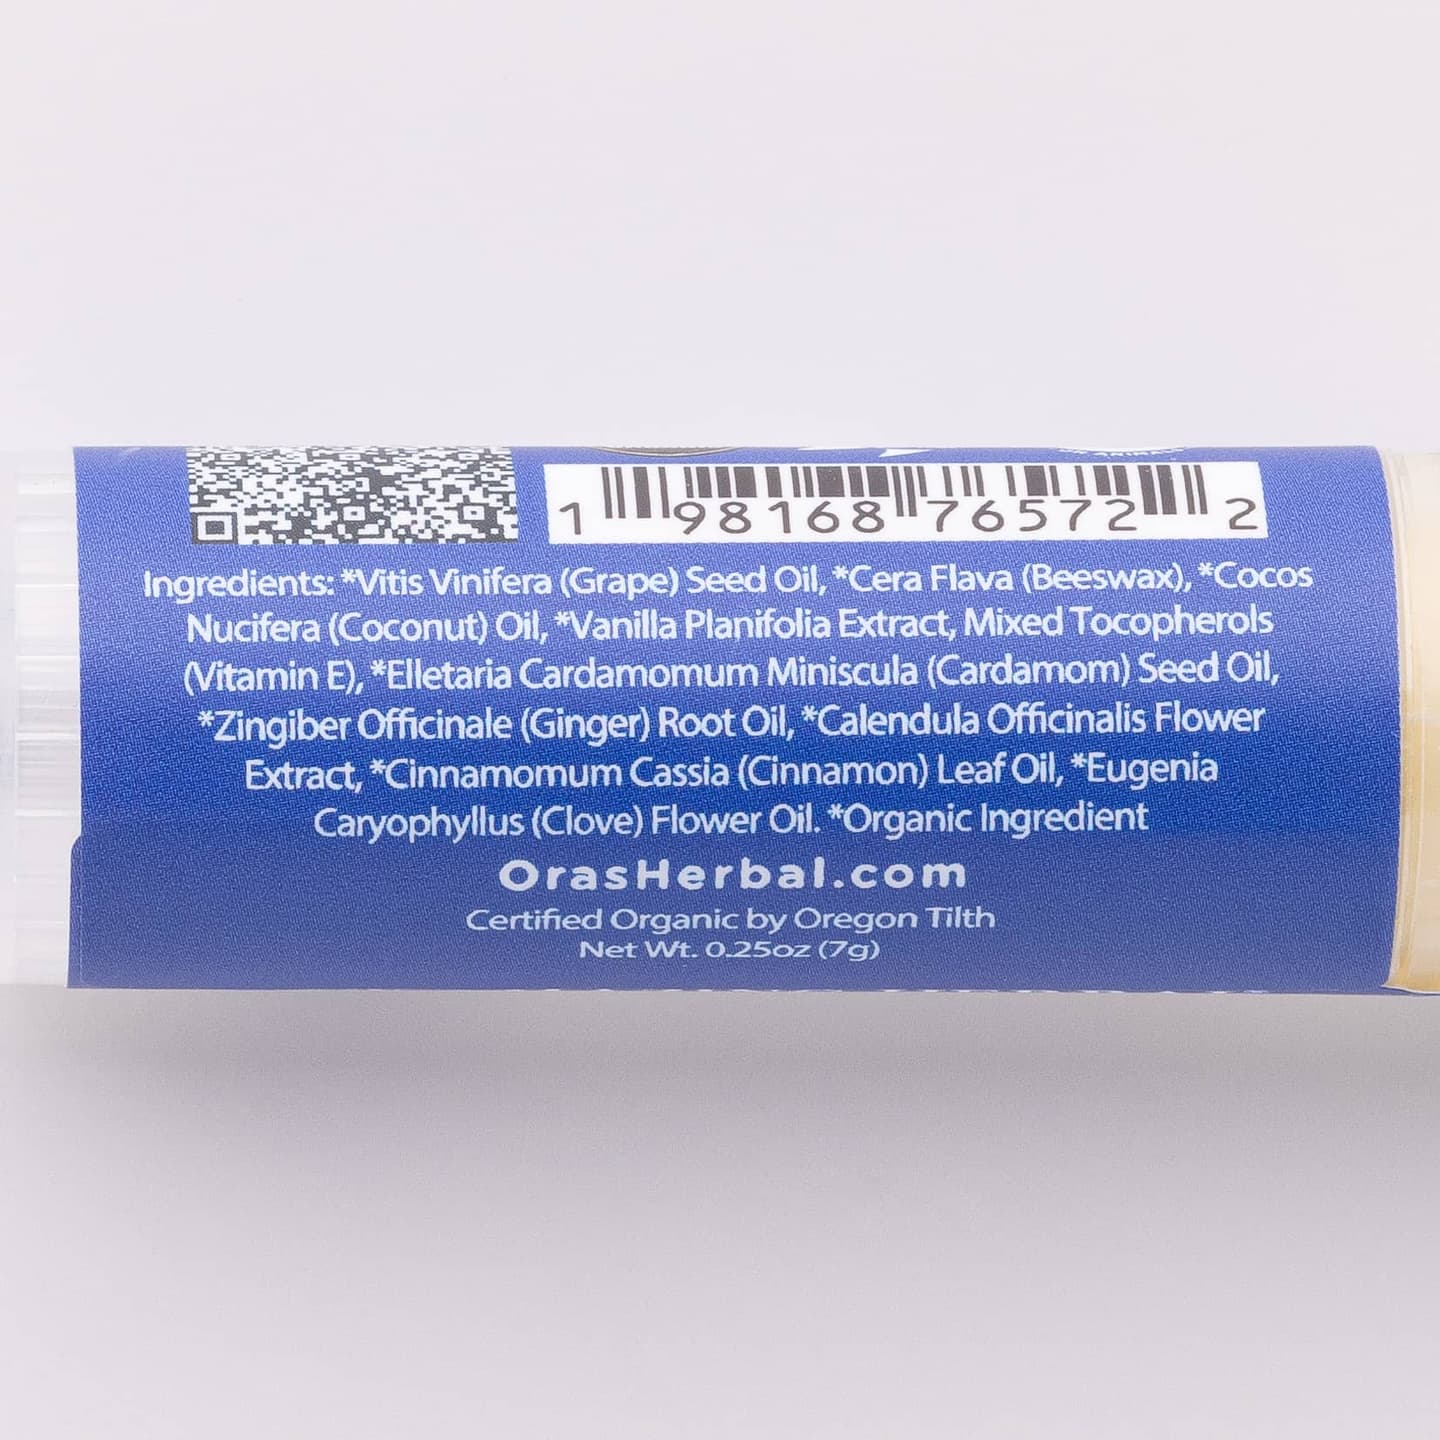 1 98168 76572 2
Ingredients: *Vitis Vinifera (Grape) Seed Oil, *Cera Flava (Beeswax), *Cocos
Nucifera (Coconut) Oil, *Vanilla Planifolia Extract, Mixed Tocopherols
(Vitamin E), *Elletaria Cardamomum Miniscula (Cardamom) Seed Oil,
*Zingiber Officinale (Ginger) Root Oil, *Calendula Officinalis Flower
Extract, *Cinnamomum Cassia (Cinnamon) Leaf Oil, *Eugenia
Caryophyllus (Clove) Flower Oil. *Organic Ingredient
OrasHerbal.com
Certified Organic by Oregon Tilth
Net Wt. 0.25oz (7g)